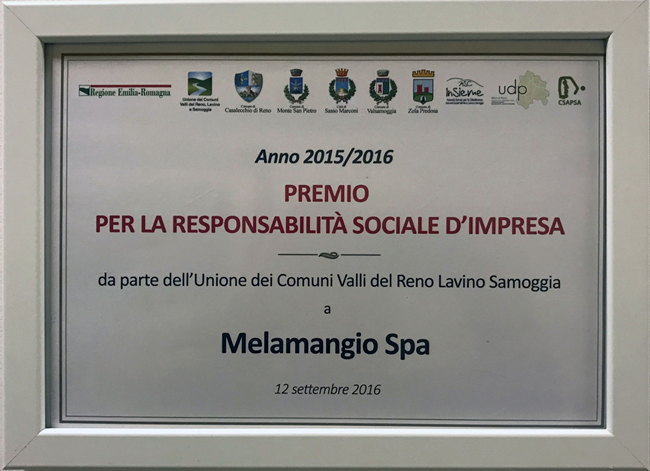 Regione Emilia-Romagna
Unione dei Comuni
Valli del Reno, Lavino
e Samoggia
Comune di
Casalecchio di Reno
Comune di
Monte San Pietro
Città di
Sasso Marconi
Comune di
Valsamoggia
Comune di
Zola Predosa
ASC
InSieme
udp
CSAPSA
Anno 2015/2016
PREMIO
PER LA RESPONSABILITÀ SOCIALE D’IMPRESA
da parte dell’Unione dei Comuni Valli del Reno Lavino Samoggia
a
Melamangio Spa
12 settembre 2016